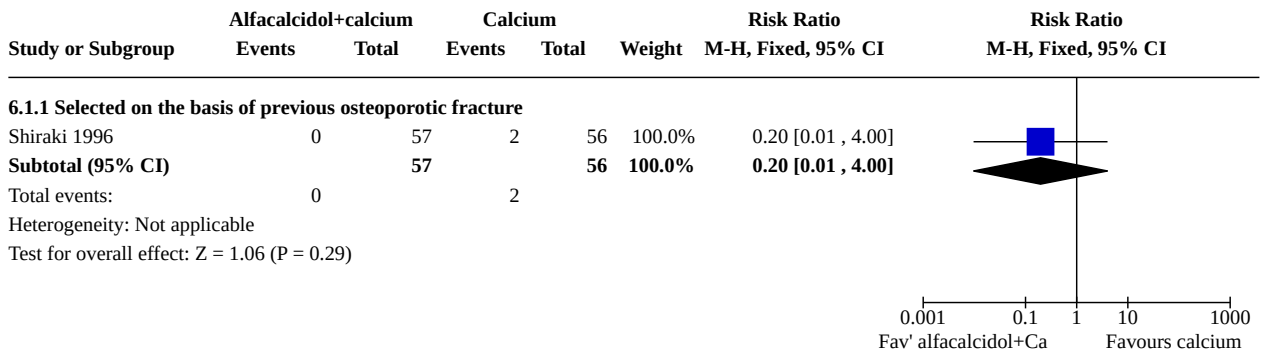 Alfacalcidol+calcium Calcium Risk Ratio Risk Ratio
Study or Subgroup Events Total Events Total Weight M-H, Fixed, 95% CI M-H, Fixed, 95% CI
6.1.1 Selected on the basis of previous osteoporotic fracture
Shiraki 1996 0 57 2 56 100.0% 0.20 [0.01 , 4.00]
Subtotal (95% CI) 57 56 100.0% 0.20 [0.01 , 4.00]
Total events: 0 2
Heterogeneity: Not applicable
Test for overall effect: Z = 1.06 (P = 0.29)
0.001 0.1 1 10 1000
Fav' alfacalcidol+Ca Favours calcium